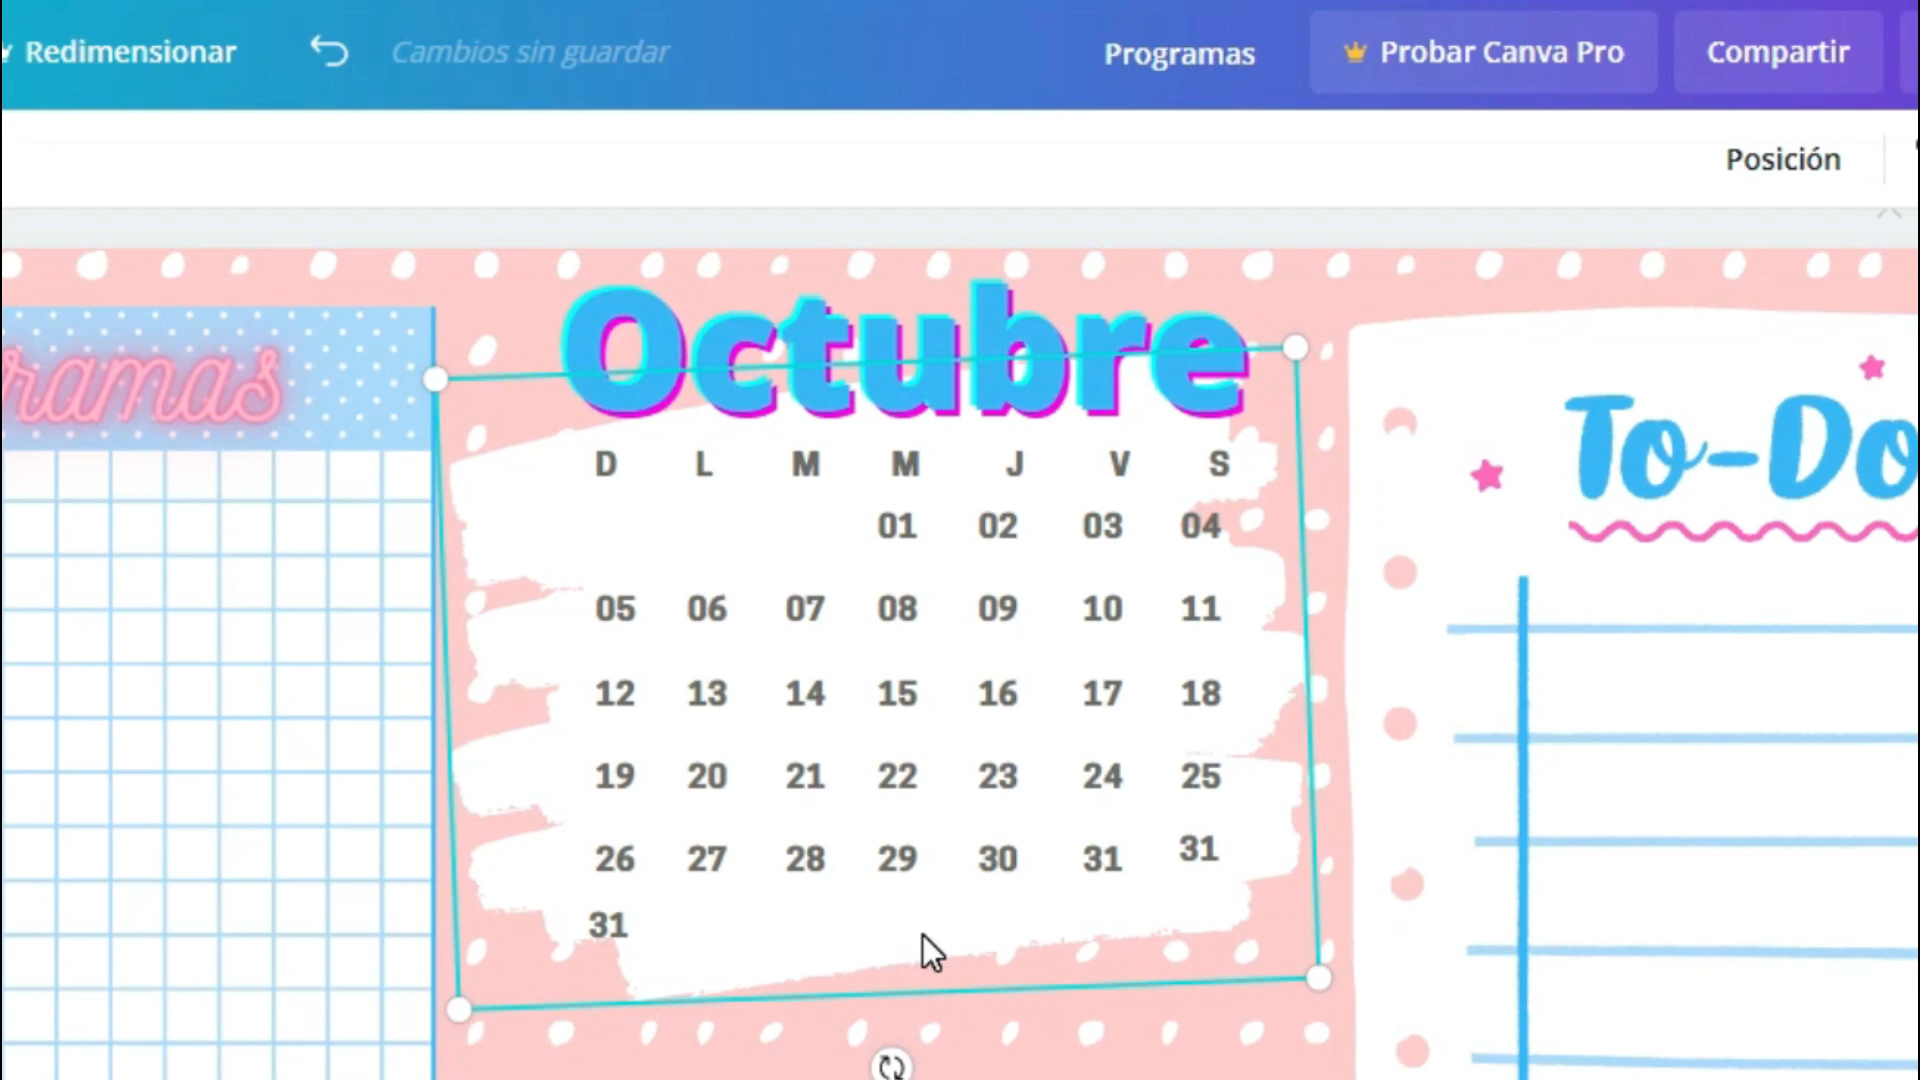 Redimensionar
Cambios sin guardar
Programas
Probar Canva Pro
Compartir
Posición
ramas
Octubre
D L M M J V S
01 02 03 04
05 06 07 08 09 10 11
12 13 14 15 16 17 18
19 20 21 22 23 24 25
26 27 28 29 30 31 31
31
To-Do